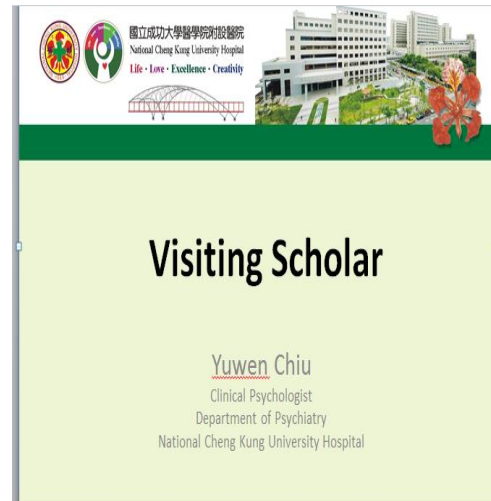 國立成功大學醫學院附設醫院
National Cheng Kung University Hospital
Life · Love · Excellence · Creativity
Visiting Scholar
Yuwen Chiu
Clinical Psychologist
Department of Psychiatry
National Cheng Kung University Hospital